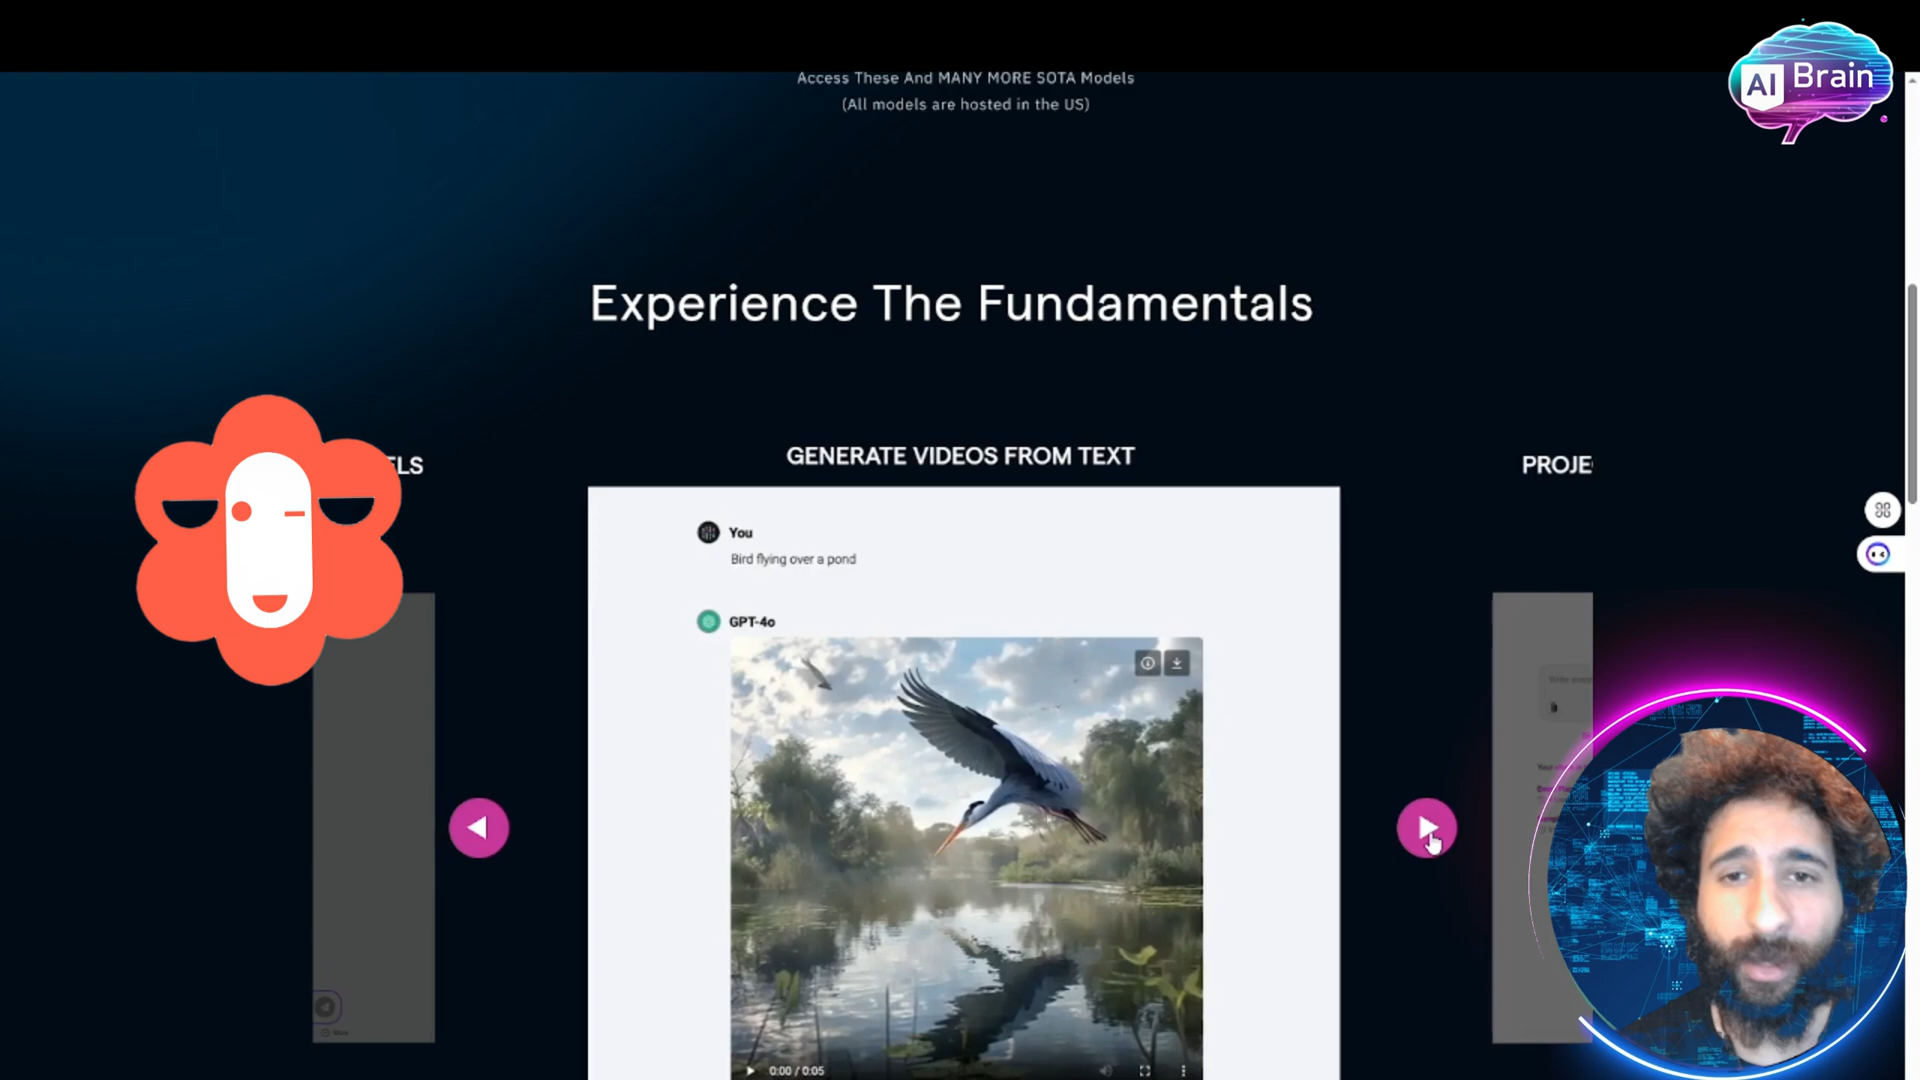 AI Brain
Access These And MANY MORE SOTA Models
(All models are hosted in the US)
Experience The Fundamentals
ELS
GENERATE VIDEOS FROM TEXT
PROJE
You
Bird flying over a pond
GPT-4o
0:00 / 0:05